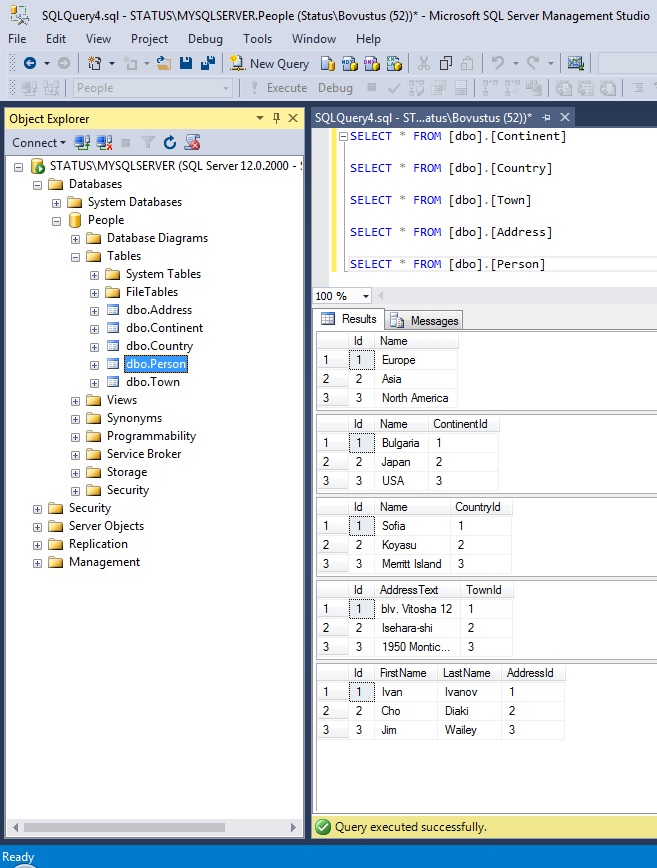 SQLQuery4.sql - STATUS\MYSQLSERVER.People (Status\Bovustus (52))* - Microsoft SQL Server Management Studio
File Edit View Project Debug Tools Window Help
New Query
People Execute Debug
Object Explorer
Connect
STATUS\MYSQLSERVER (SQL Server 12.0.2000 - S
Databases
System Databases
People
Database Diagrams
Tables
System Tables
FileTables
dbo.Address
dbo.Continent
dbo.Country
dbo.Person
dbo.Town
Views
Synonyms
Programmability
Service Broker
Storage
Security
Security
Server Objects
Replication
Management
SQLQuery4.sql - ST...atus\Bovustus (52))*
SELECT * FROM [dbo].[Continent]
SELECT * FROM [dbo].[Country]
SELECT * FROM [dbo].[Town]
SELECT * FROM [dbo].[Address]
SELECT * FROM [dbo].[Person]
100 %
Results Messages
Id Name
1 1 Europe
2 2 Asia
3 3 North America
Id Name ContinentId
1 1 Bulgaria 1
2 2 Japan 2
3 3 USA 3
Id Name CountryId
1 1 Sofia 1
2 2 Koyasu 2
3 3 Merritt Island 3
Id AddressText TownId
1 1 blv. Vitosha 12 1
2 2 Isehara-shi 2
3 3 1950 Montic... 3
Id FirstName LastName AddressId
1 1 Ivan Ivanov 1
2 2 Cho Diaki 2
3 3 Jim Wailey 3
Query executed successfully.
Ready